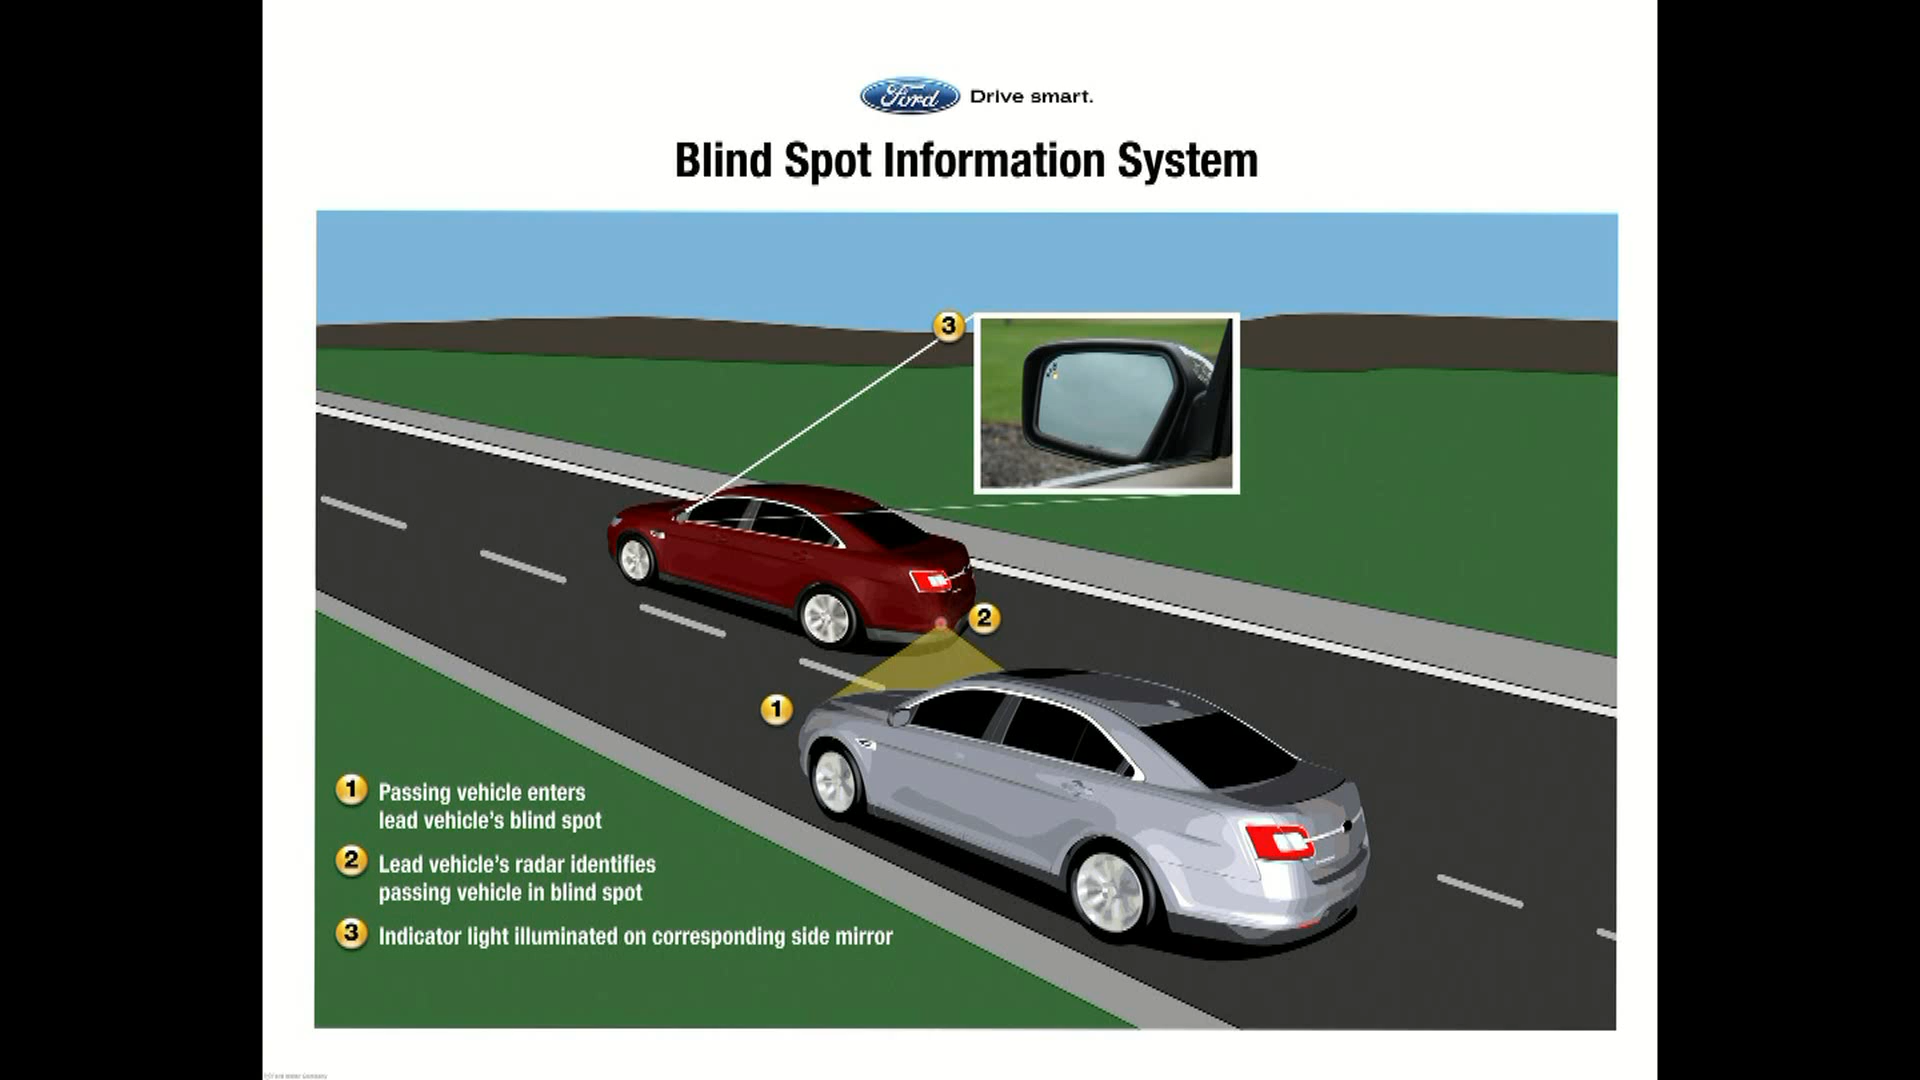 Ford Drive smart.
Blind Spot Information System
3
2
1
1 Passing vehicle enters
lead vehicle's blind spot
2 Lead vehicle's radar identifies
passing vehicle in blind spot
3 Indicator light illuminated on corresponding side mirror